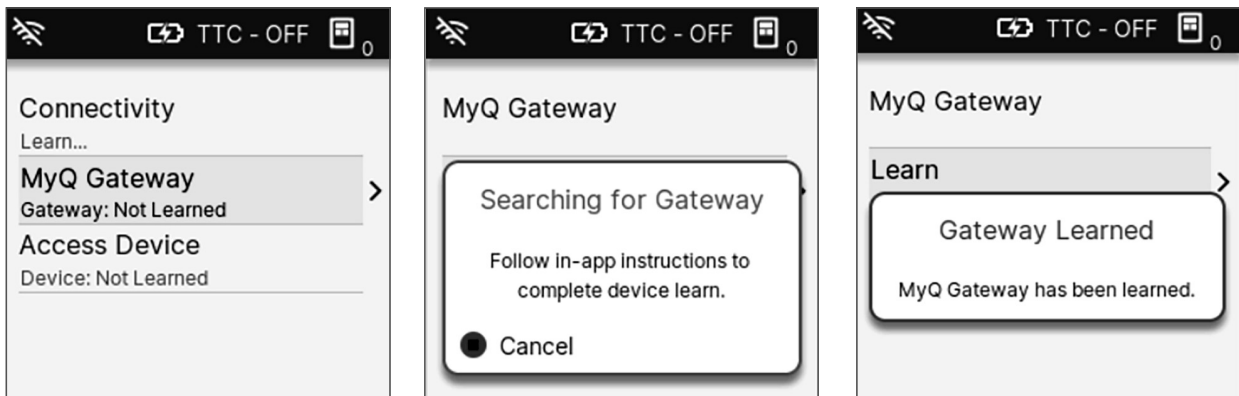 TTC - OFF 0
Connectivity
Learn...
MyQ Gateway
Gateway: Not Learned
Access Device
Device: Not Learned
TTC - OFF 0
MyQ Gateway
Searching for Gateway
Follow in-app instructions to
complete device learn.
Cancel
TTC - OFF 0
MyQ Gateway
Learn
Gateway Learned
MyQ Gateway has been learned.